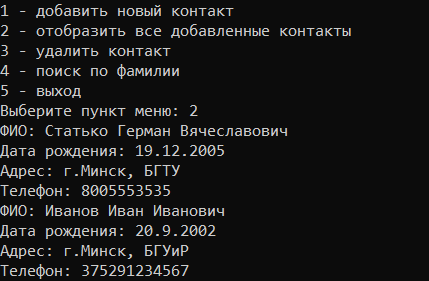 1 - добавить новый контакт
2 - отобразить все добавленные контакты
3 - удалить контакт
4 - поиск по фамилии
5 - выход
Выберите пункт меню: 2
ФИО: Статько Герман Вячеславович
Дата рождения: 19.12.2005
Адрес: г.Минск, БГТУ
Телефон: 8005553535
ФИО: Иванов Иван Иванович
Дата рождения: 20.9.2002
Адрес: г.Минск, БГУиР
Телефон: 375291234567